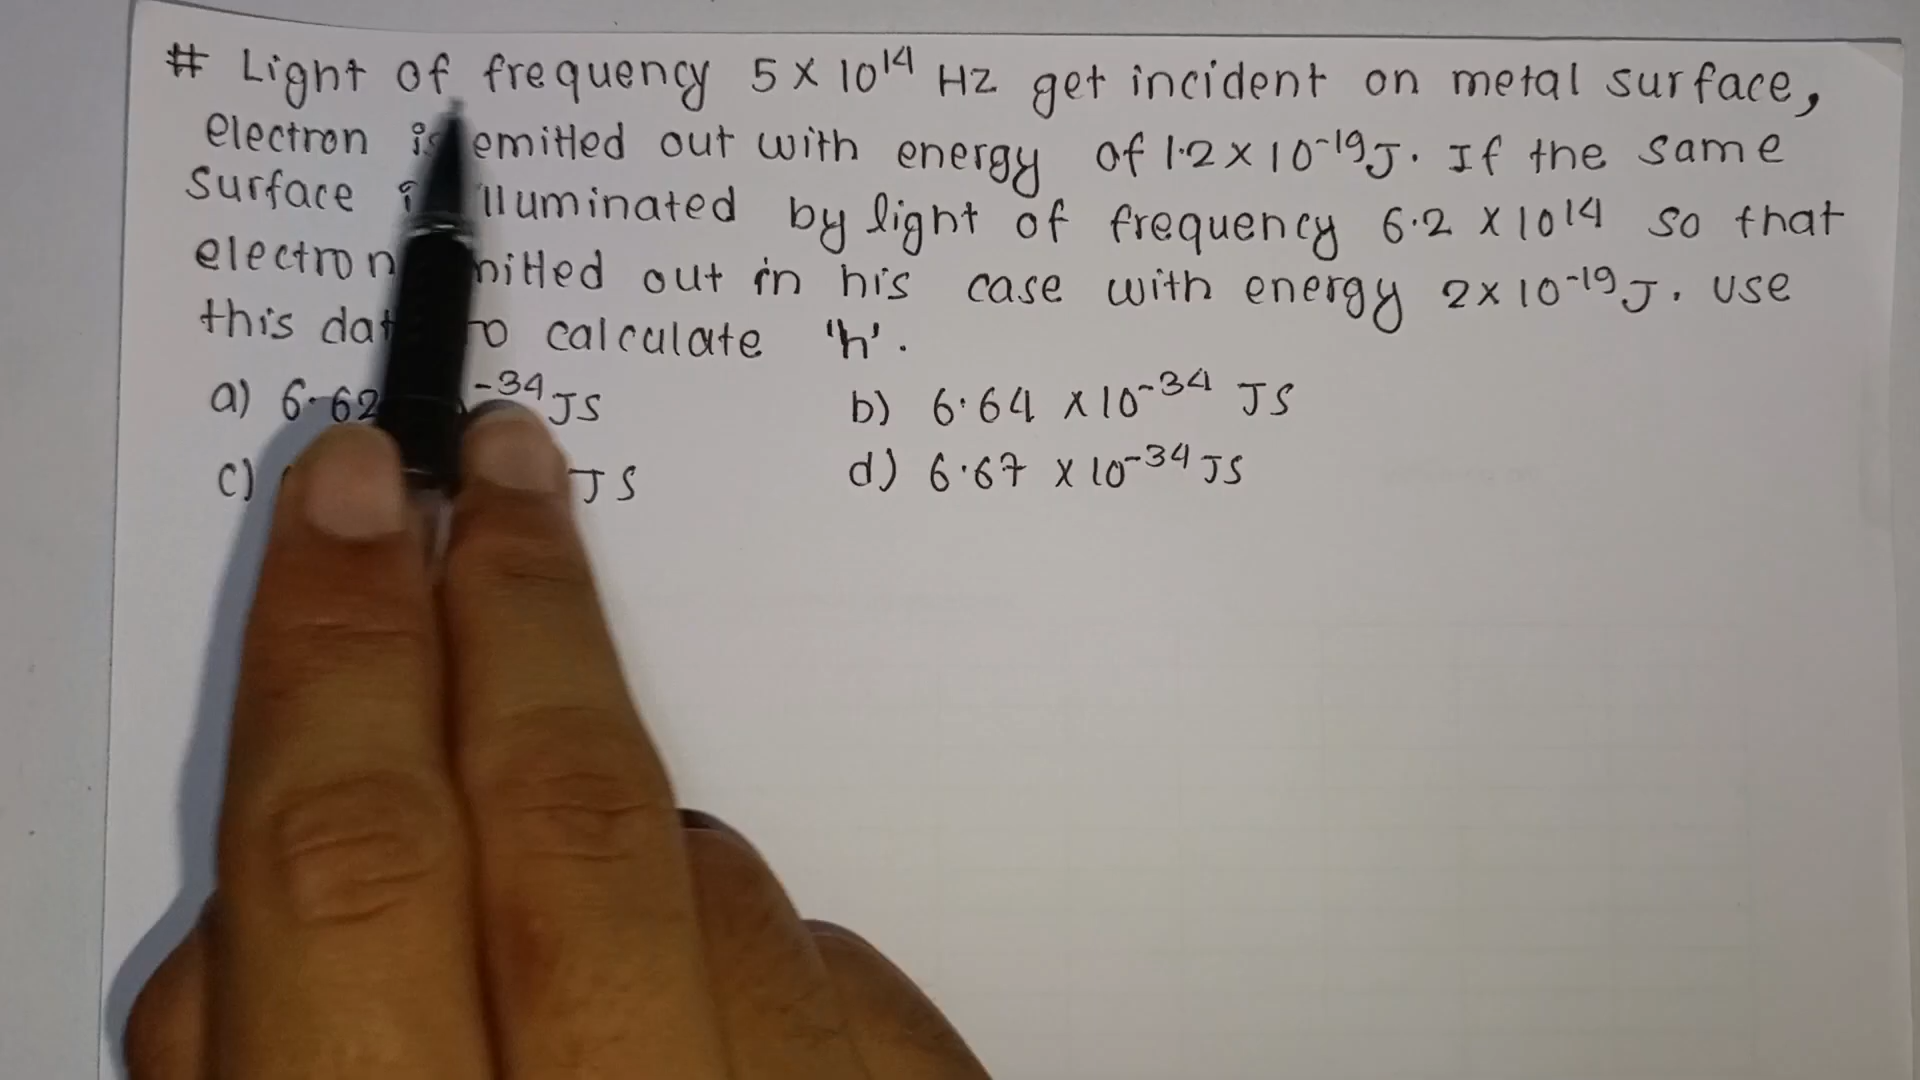 # Light of frequency 5 x 10¹⁴ Hz get incident on metal surface,
electron is emitted out with energy of 1.2 x 10⁻¹⁹J. If the same
surface illuminated by light of frequency 6.2 x 10¹⁴ so that
electron out in his case with energy 2 x 10⁻¹⁹J. use
this to calculate 'h'.
a) 6.62 ⁻³⁴ JS b) 6.64 x 10⁻³⁴ JS
c) JS d) 6.67 x 10⁻³⁴ JS